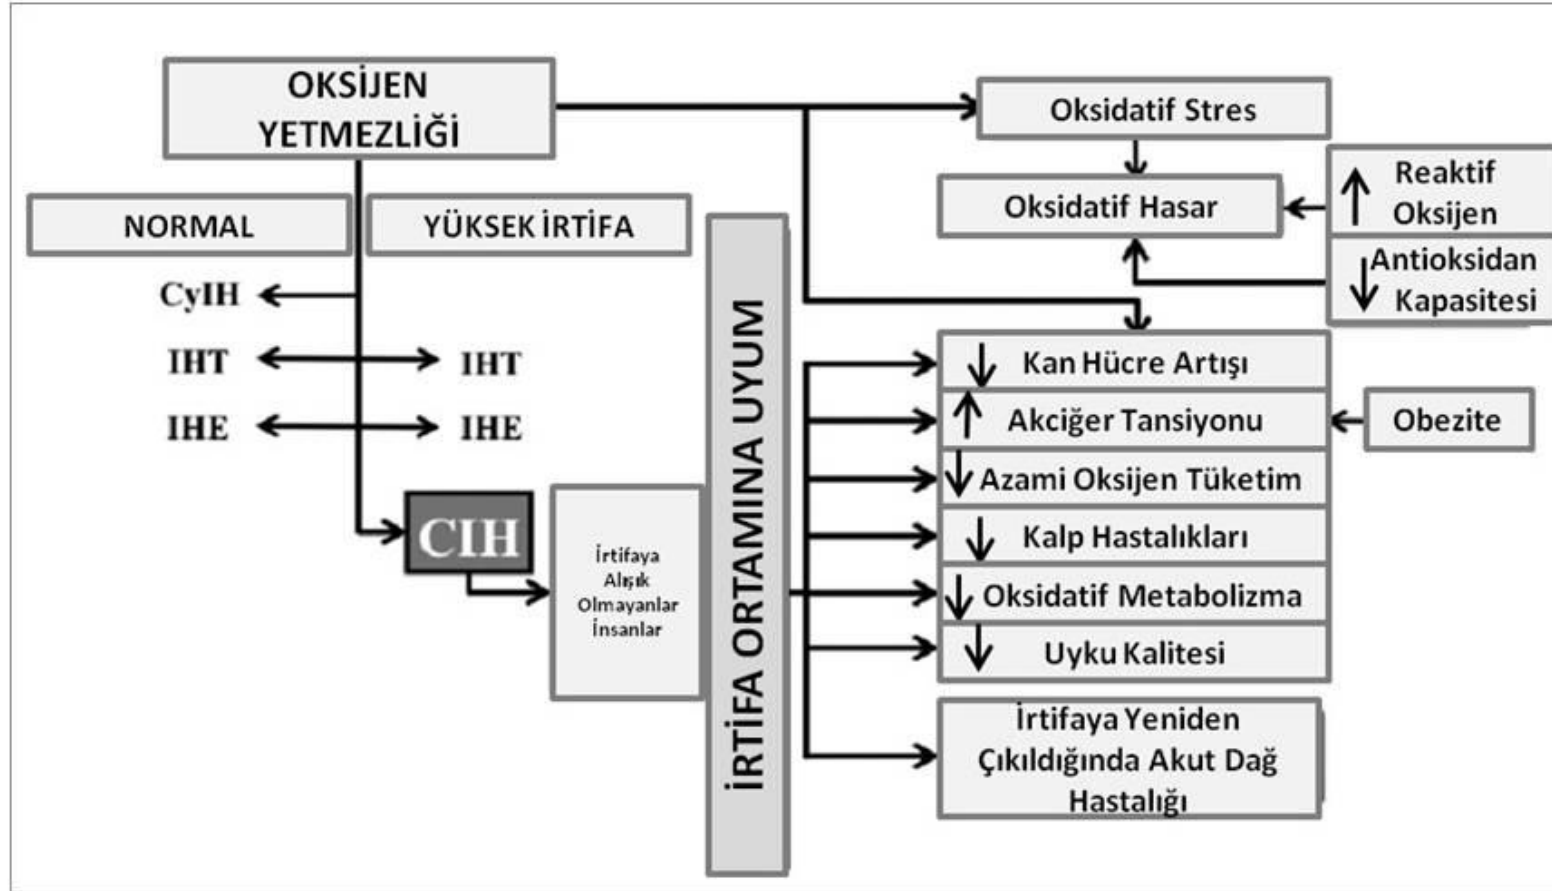 OKSİJEN
YETMEZLİĞİ
NORMAL
YÜKSEK İRTİFA
CyIH
IHT
IHT
IHE
IHE
CIH
İrtifaya
Alışık
Olmayanlar
İnsanlar
İRTİFA ORTAMINA UYUM
Oksidatif Stres
Oksidatif Hasar
Reaktif
Oksijen
Antioksidan
Kapasitesi
Kan Hücre Artışı
Akciğer Tansiyonu
Azami Oksijen Tüketim
Kalp Hastalıkları
Oksidatif Metabolizma
Uyku Kalitesi
Obezite
İrtifaya Yeniden
Çıkıldığında Akut Dağ
Hastalığı